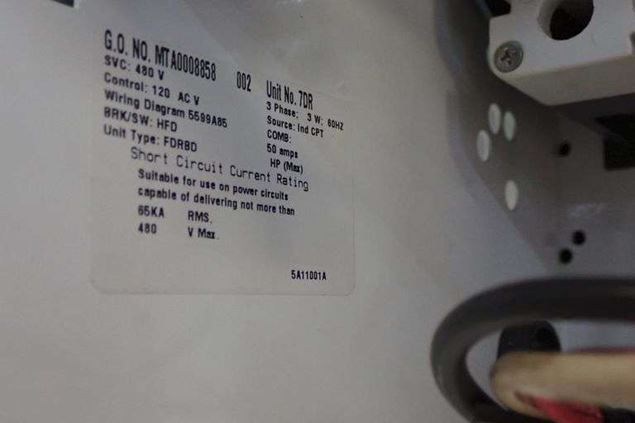 G.O. NO. MTA0008858 002 Unit No. 7DR
SVC: 480 V 3 Phase; 3 W; 60HZ
Control: 120 AC V Source: Ind CPT
Wiring Diagram 5599A85 COMB:
BRK/SW: HFD 50 amps
Unit Type: FDRBD HP (Max)
Short Circuit Current Rating
Suitable for use on power circuits
capable of delivering not more than
65KA RMS.
480 V Max.
5A11001A